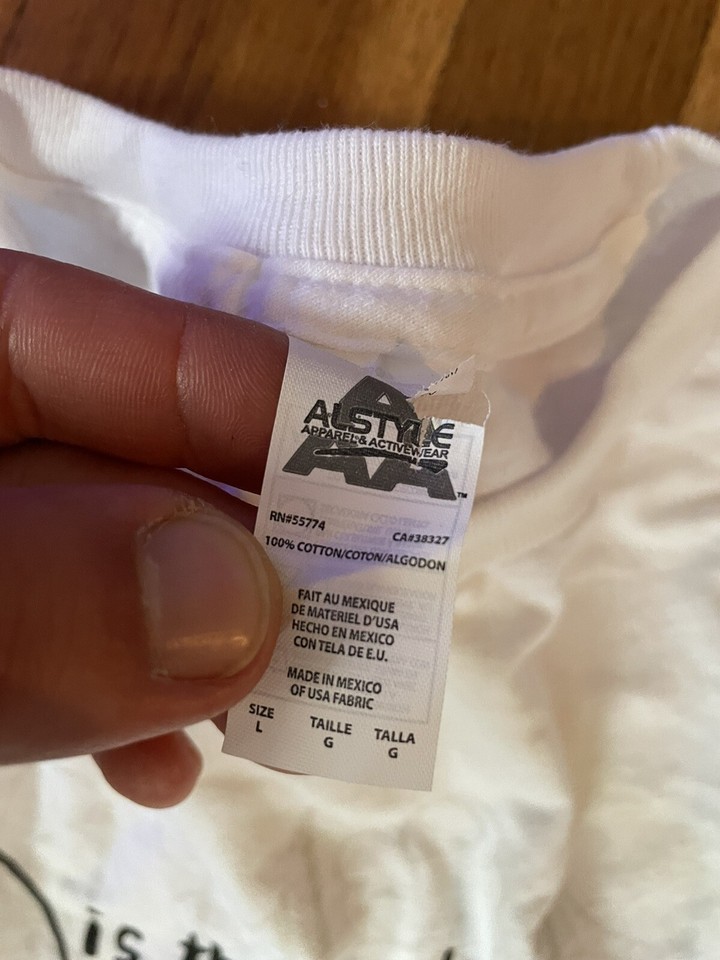 ALSTYLE
APPAREL & ACTIVEWEAR
AAA™
RN#55774
CA#38327
100% COTTON/COTON/ALGODON
FAIT AU MEXIQUE
DE MATERIEL D'USA
HECHO EN MEXICO
CON TELA DE E.U.
MADE IN MEXICO
OF USA FABRIC
SIZE TAILLE TALLA
L G G
is